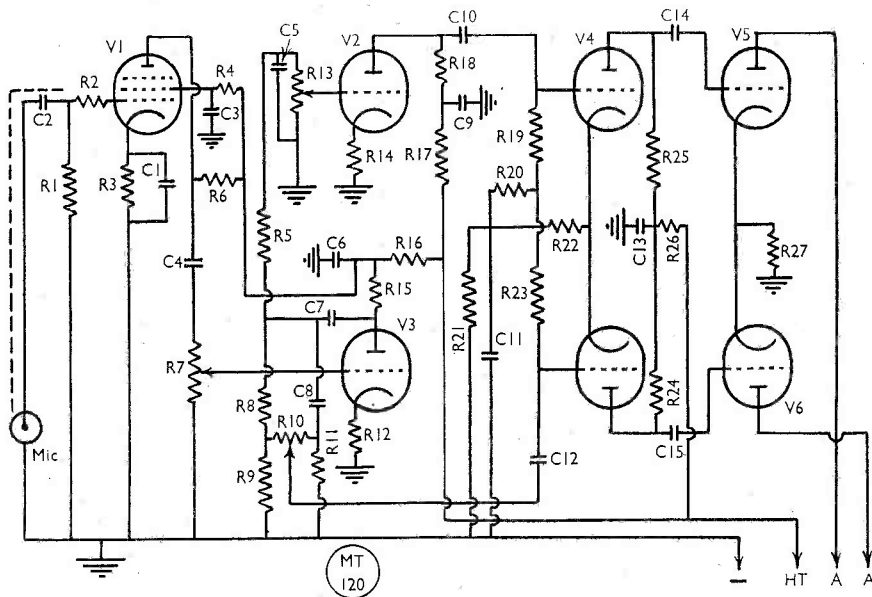 C5
C10
C14
V1
V2
V4
V5
R2
R4
R13
R18
C2
C3
C9
R1
R3
C1
R14
R17
R19
R25
R6
R20
R5
R22
C13
R26
R27
C4
C6
R16
R15
R23
C7
V3
R21
C11
R7
C8
R24
R8
V6
Mic
R10
R11
R12
C15
R9
C12
MT
120
–
HT
A
A